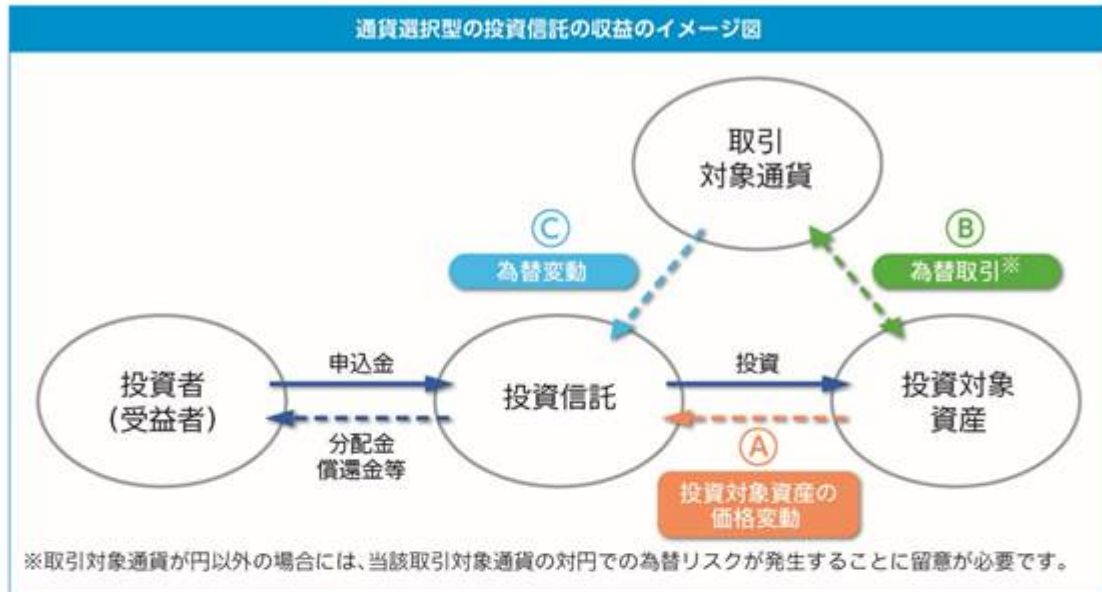 通貨選択型の投資信託の収益のイメージ図
取引
対象通貨
Ⓒ
為替変動
Ⓑ
為替取引※
投資者
(受益者)
申込金
分配金
償還金等
投資信託
投資
Ⓐ
投資対象資産の
価格変動
投資対象
資産
※取引対象通貨が円以外の場合には、当該取引対象通貨の対円での為替リスクが発生することに留意が必要です。